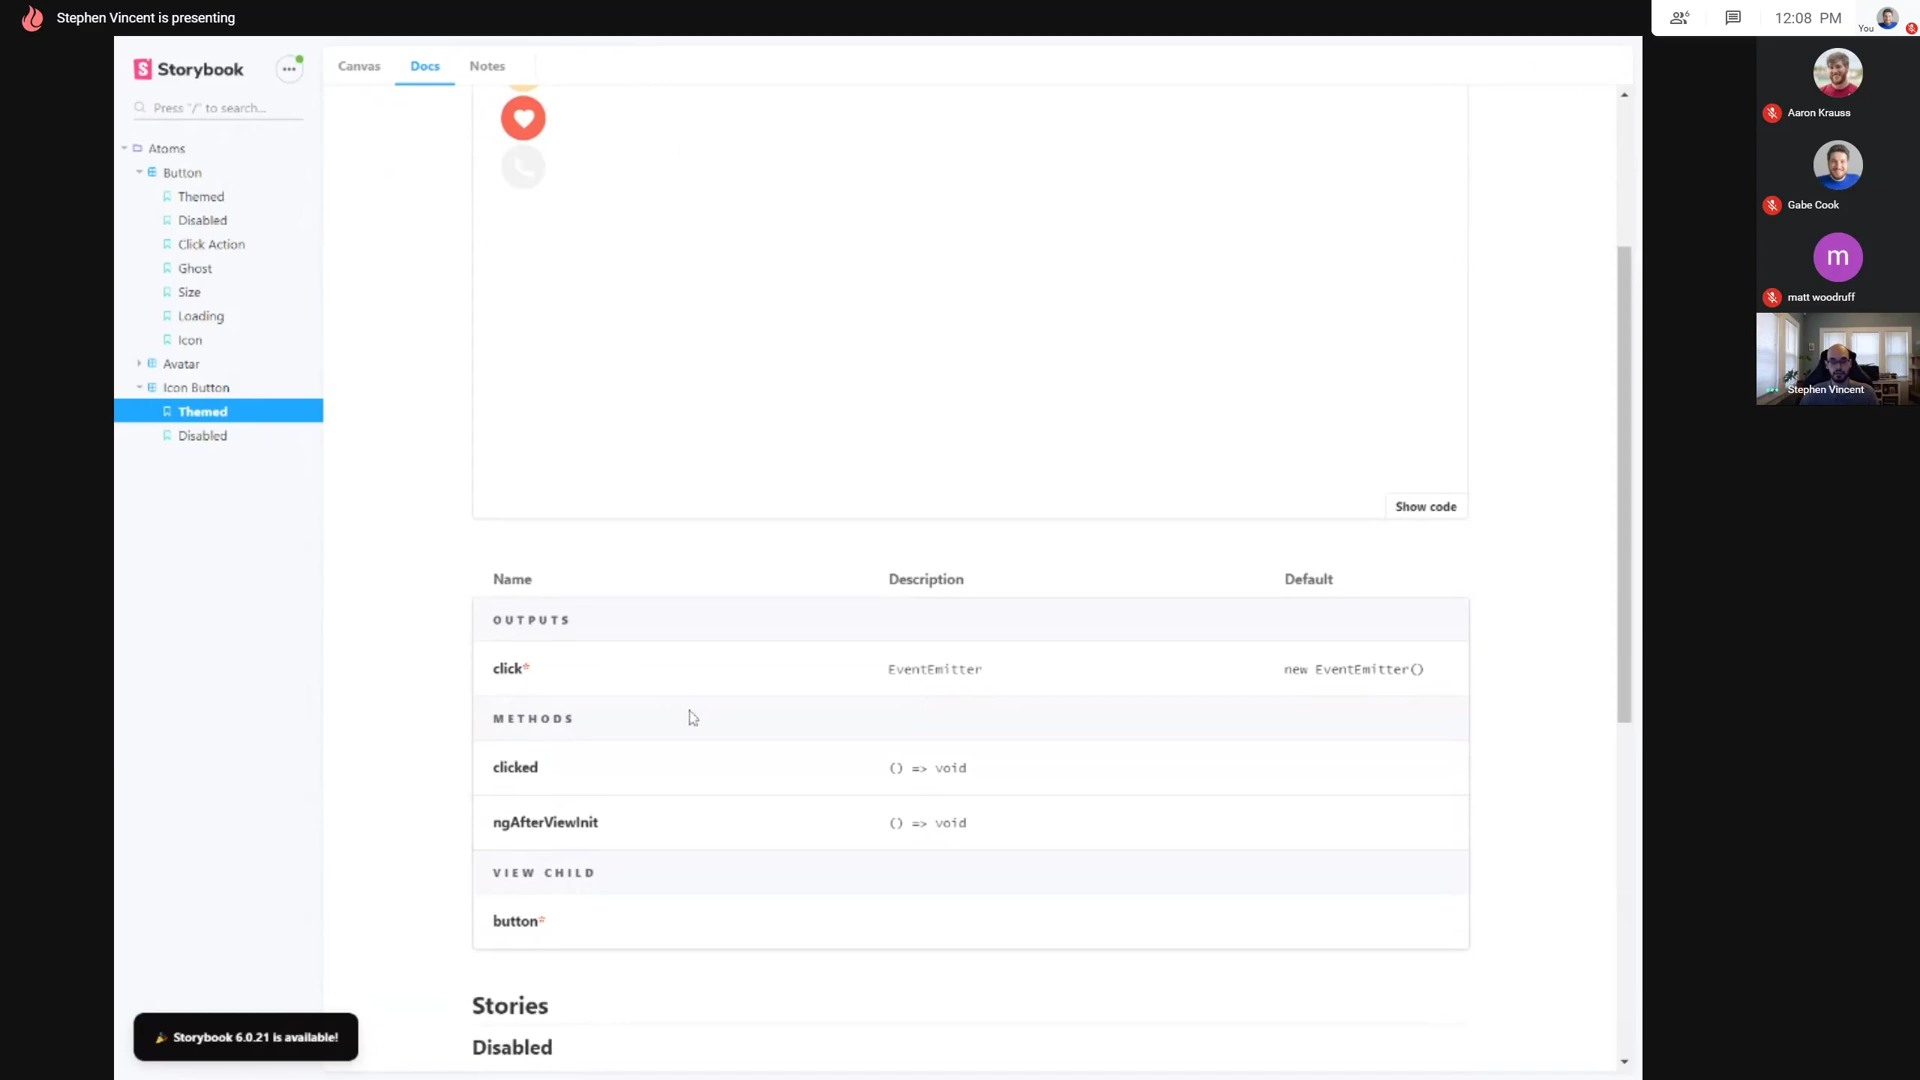 Stephen Vincent is presenting
6
12:08 PM
You
Storybook
Press "/" to search...
Atoms
Button
Themed
Disabled
Click Action
Ghost
Size
Loading
Icon
Avatar
Icon Button
Themed
Disabled
Storybook 6.0.21 is available!
Canvas
Docs
Notes
Show code
Name
Description
Default
OUTPUTS
click*
EventEmitter
new EventEmitter()
METHODS
clicked
() => void
ngAfterViewInit
() => void
VIEW CHILD
button*
Stories
Disabled
Aaron Krauss
Gabe Cook
m
matt woodruff
Stephen Vincent